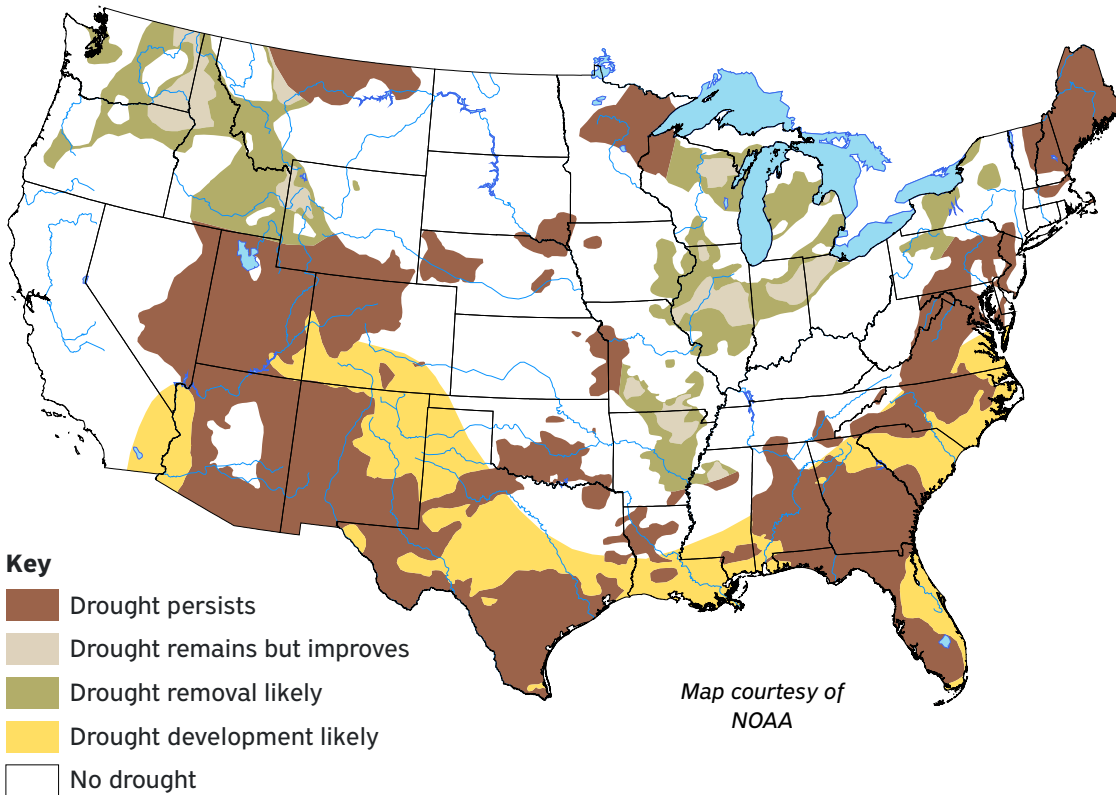 Key
Drought persists
Drought remains but improves
Drought removal likely
Drought development likely
No drought
Map courtesy of
NOAA